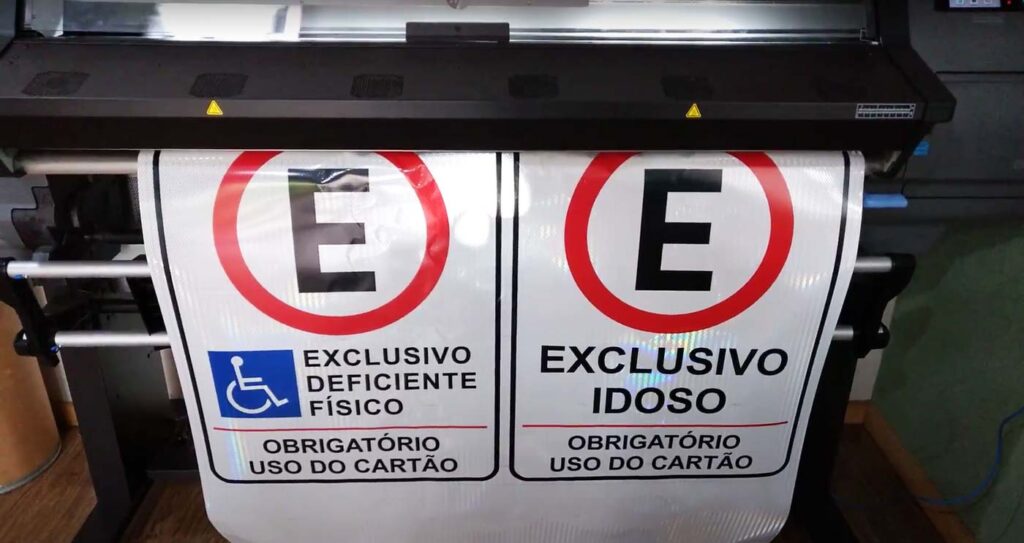 E
EXCLUSIVO
DEFICIENTE
FÍSICO
OBRIGATÓRIO
USO DO CARTÃO
E
EXCLUSIVO
IDOSO
OBRIGATÓRIO
USO DO CARTÃO